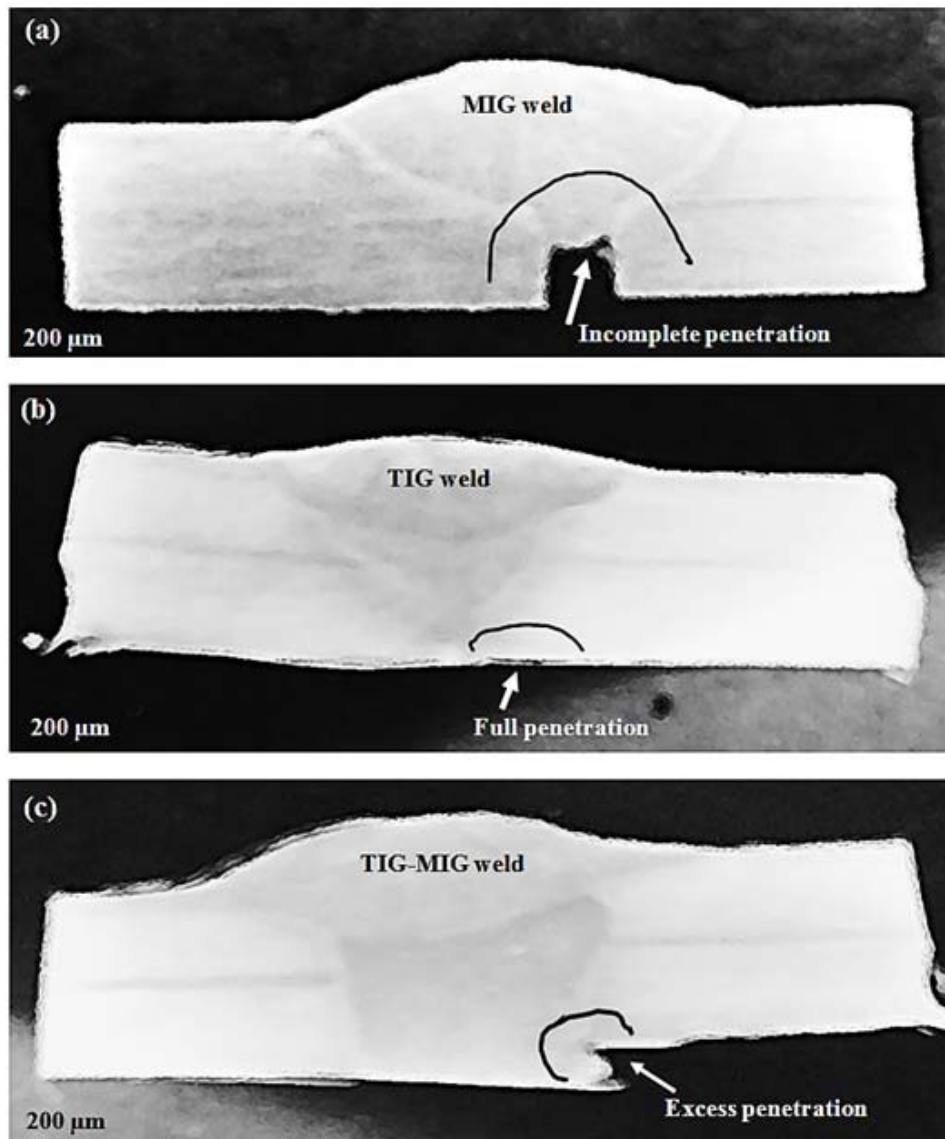 (a)
MIG weld
200 µm
Incomplete penetration
(b)
TIG weld
200 µm
Full penetration
(c)
TIG-MIG weld
200 µm
Excess penetration